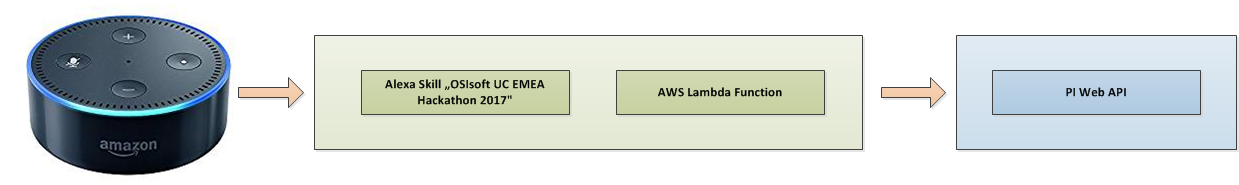 amazon
Alexa Skill „OSIsoft UC EMEA
Hackathon 2017"
AWS Lambda Function
PI Web API